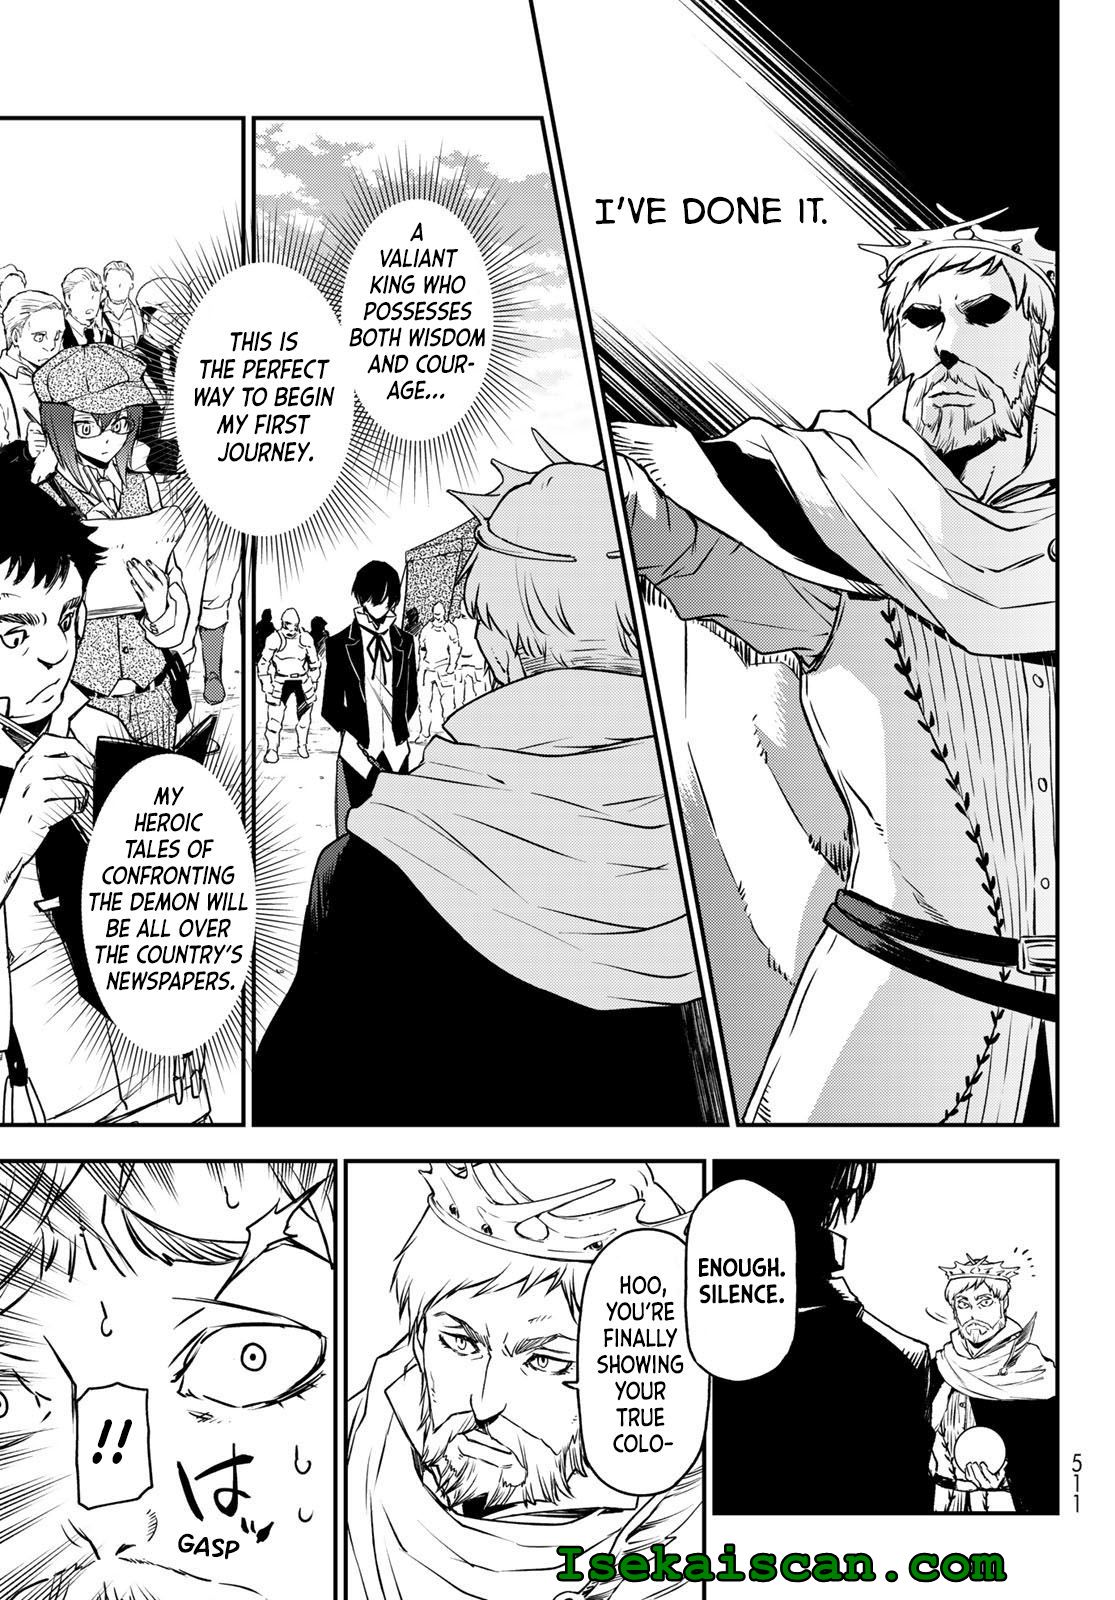 I'VE DONE IT.
A
VALIANT
KING WHO
POSSESSES
BOTH WISDOM
AND COUR-
AGE...
THIS IS
THE PERFECT
WAY TO BEGIN
MY FIRST
JOURNEY.
MY
HEROIC
TALES OF
CONFRONTING
THE DEMON WILL
BE ALL OVER
THE COUNTRY'S
NEWSPAPERS.
ENOUGH.
SILENCE.
HOO,
YOU'RE
FINALLY
SHOWING
YOUR
TRUE
COLO-
!!
はッ
GASP
511
Isekaiscan.com